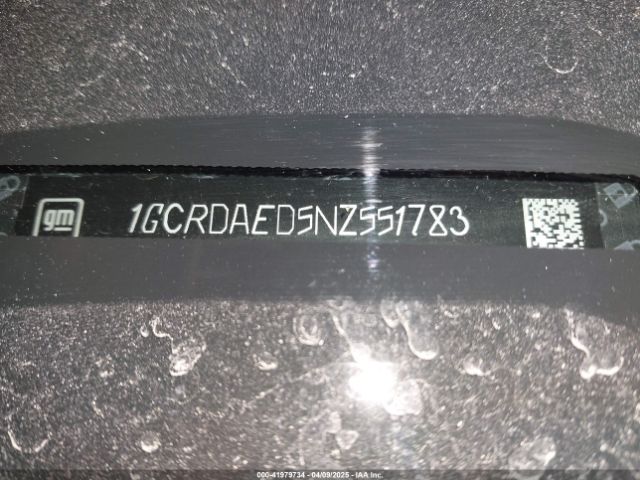 gm 1GCRDAED5NZ551783
000-41979734 | 04/09/2025 | IAA Inc.